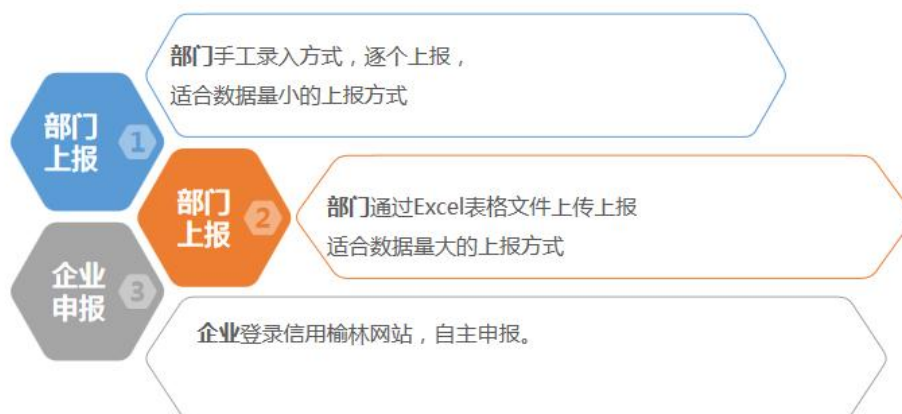 部门手工录入方式，逐个上报，
适合数据量小的上报方式
部门
上报
1
部门
上报
2
部门通过Excel表格文件上传上报
适合数据量大的上报方式
企业
申报
3
企业登录信用榆林网站，自主申报。